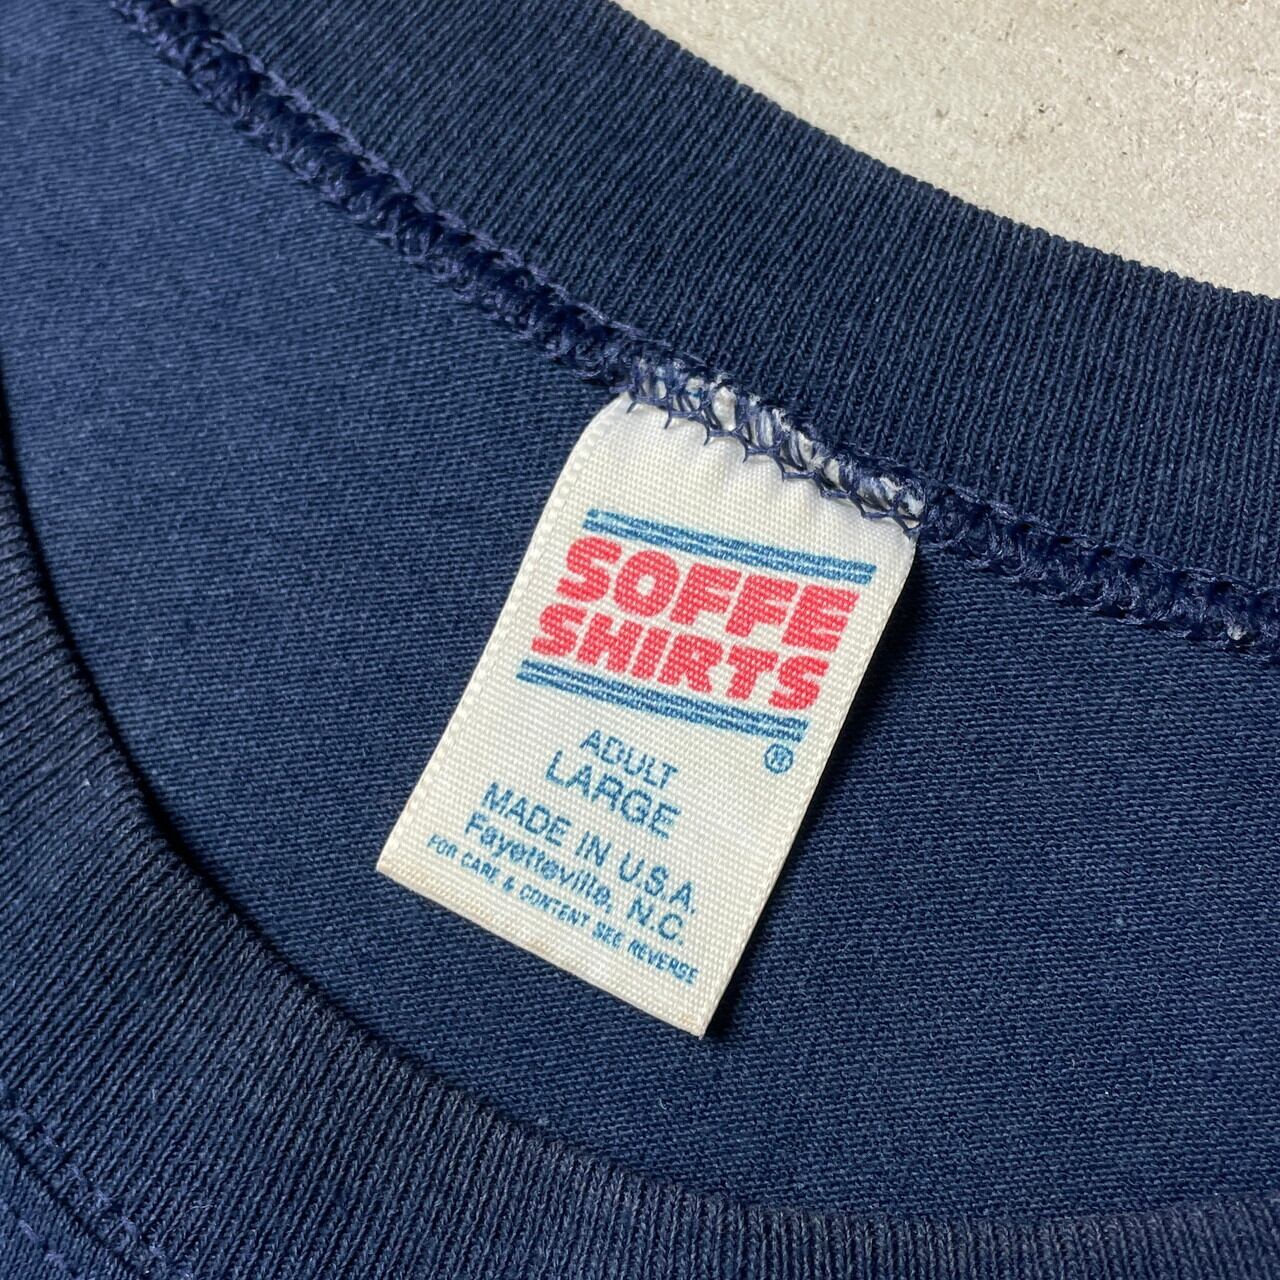 SOFFE
SHIRTS
®
ADULT
LARGE
MADE IN U.S.A.
Fayetteville, N.C.
FOR CARE & CONTENT SEE REVERSE